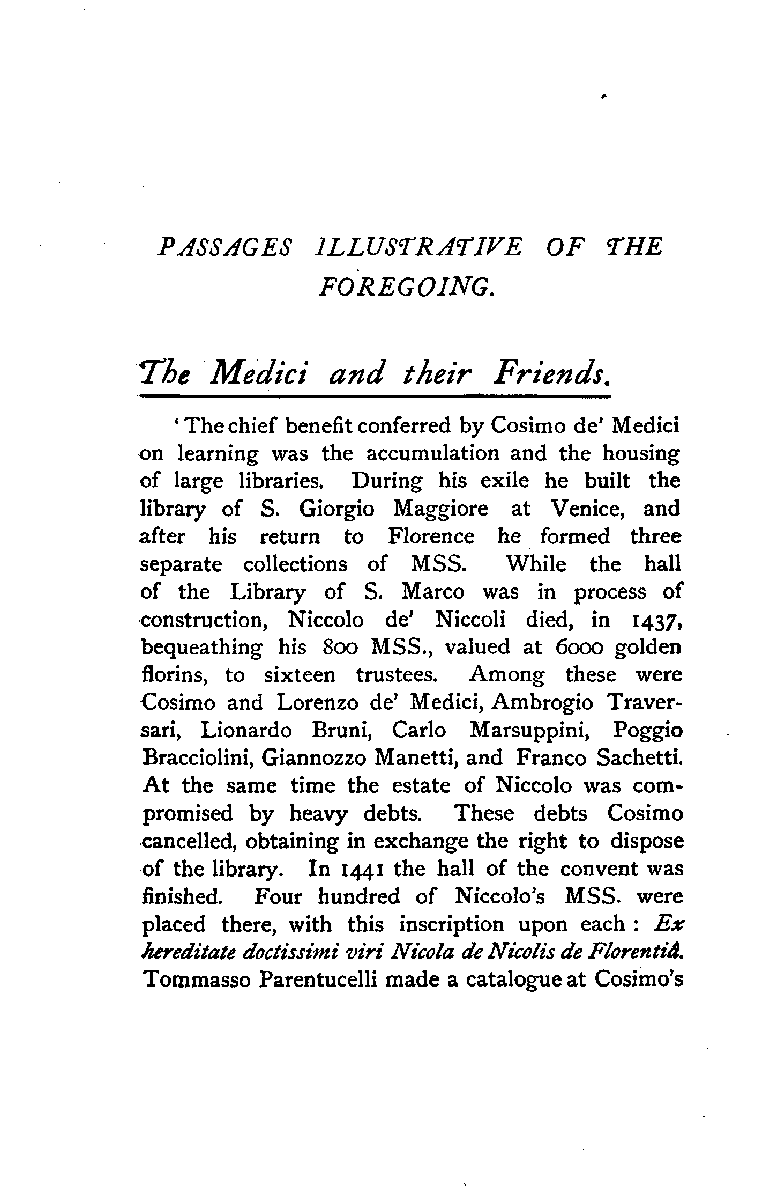 PASSAGES ILLUSTRATIVE OF THE
FOREGOING.
The Medici and their Friends.
‘The chief benefit conferred by Cosimo de’ Medici
on learning was the accumulation and the housing
of large libraries. During his exile he built the
library of S. Giorgio Maggiore at Venice, and
after his return to Florence he formed three
separate collections of MSS. While the hall
of the Library of S. Marco was in process of
construction, Niccolo de’ Niccoli died, in 1437,
bequeathing his 800 MSS., valued at 6000 golden
florins, to sixteen trustees. Among these were
Cosimo and Lorenzo de’ Medici, Ambrogio Traver-
sari, Lionardo Bruni, Carlo Marsuppini, Poggio
Bracciolini, Giannozzo Manetti, and Franco Sachetti.
At the same time the estate of Niccolo was com-
promised by heavy debts. These debts Cosimo
cancelled, obtaining in exchange the right to dispose
of the library. In 1441 the hall of the convent was
finished. Four hundred of Niccolo’s MSS. were
placed there, with this inscription upon each : Ex
hereditate doctissimi viri Nicola de Nicolis de Florentiâ.
Tommasso Parentucelli made a catalogue at Cosimo’s